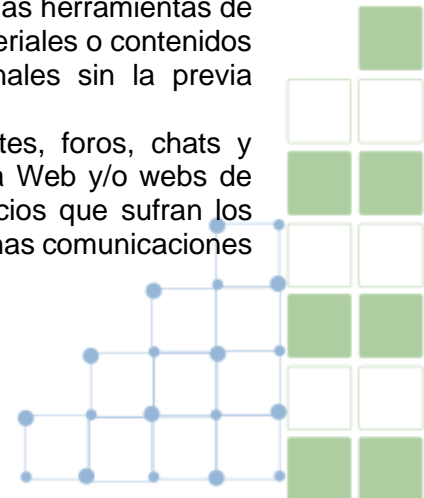 as herramientas de
eriales o contenidos
nales sin la previa
tes, foros, chats y
a Web y/o webs de
cios que sufran los
nas comunicaciones